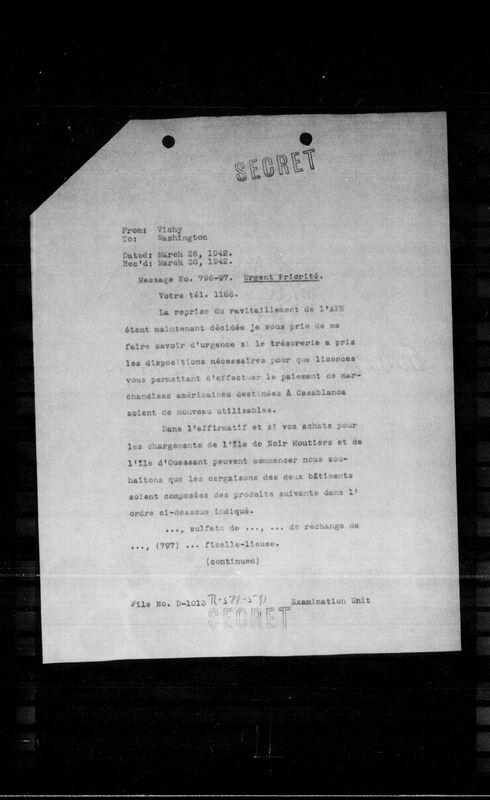 SECRET
From: Vichy
To: Washington
Dated: March 26, 1942.
Rec'd: March 30, 1942.
Message No. 796-97. Urgent Priorité.
Votre tél. 1188.
La reprise du ravitaillement de l'AFN
étant maintenant décidée je vous prie de me
faire savoir d'urgence si le trésorerie a pris
les dispositions nécessaires pour que licences
vous permettant d'effectuer le paiement de mar-
chandises américaines destinées à Casablanca
soient de nouveau utilisables.
Dans l'affirmatif et si vos achats pour
les chargements de l'Île de Noir Moutiers et de
l'île d'Ouessant peuvent commencer nous sou-
haitons que les cargaisons des deux bâtiments
soient composées des produits suivants dans l'
ordre ci-dessous indiqué.
..., sulfate de ..., ... de rechange de
..., (797) ... ficelle-lieuse.
(continued)
File No. D-1013 Examination Unit
SECRET